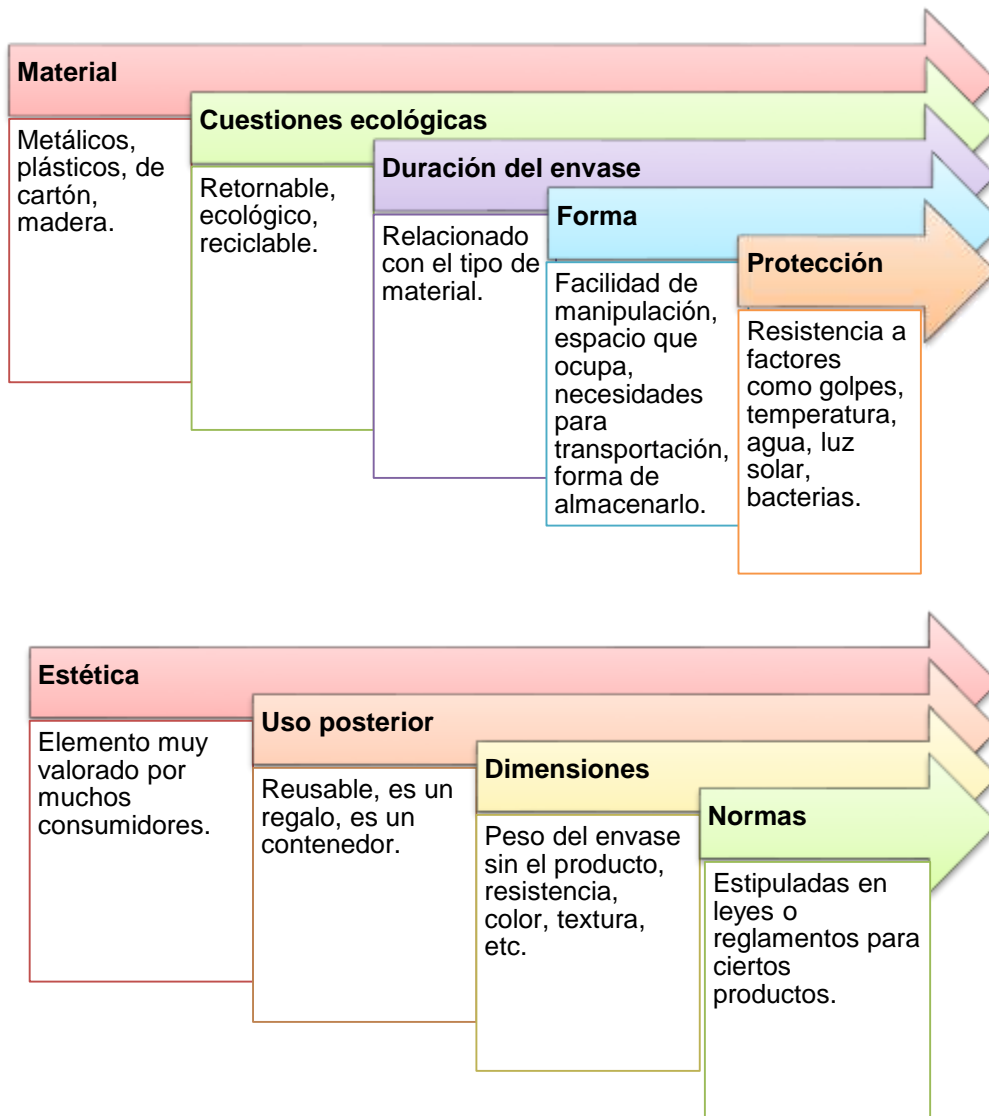 Material
Metálicos,
plásticos, de
cartón,
madera.
Cuestiones ecológicas
Retornable,
ecológico,
reciclable.
Duración del envase
Relacionado
con el tipo de
material.
Forma
Facilidad de
manipulación,
espacio que
ocupa,
necesidades
para
transportación,
forma de
almacenarlo.
Protección
Resistencia a
factores
como golpes,
temperatura,
agua, luz
solar,
bacterias.
Estética
Elemento muy
valorado por
muchos
consumidores.
Uso posterior
Reusable, es un
regalo, es un
contenedor.
Dimensiones
Peso del envase
sin el producto,
resistencia,
color, textura,
etc.
Normas
Estipuladas en
leyes o
reglamentos para
ciertos
productos.